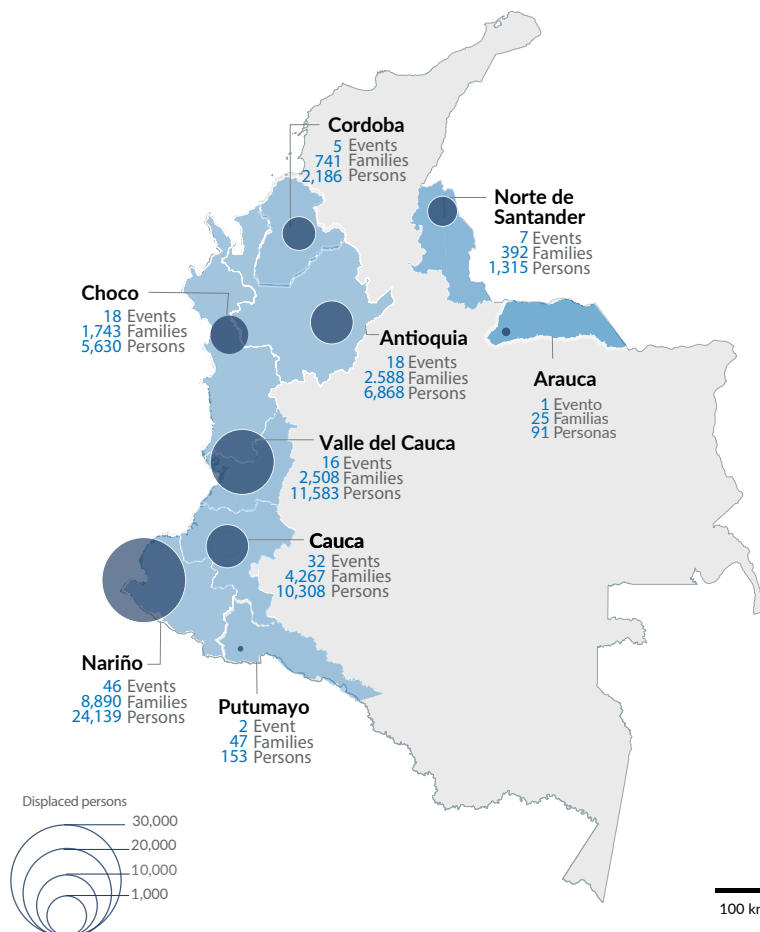 Cordoba
5 Events
741 Families
2,186 Persons
Norte de
Santander
7 Events
392 Families
1,315 Persons
Choco
18 Events
1,743 Families
5,630 Persons
Antioquia
18 Events
2.588 Families
6,868 Persons
Arauca
1 Evento
25 Familias
91 Personas
Valle del Cauca
16 Events
2,508 Families
11,583 Persons
Cauca
32 Events
4,267 Families
10,308 Persons
Nariño
46 Events
8,890 Families
24,139 Persons
Putumayo
2 Event
47 Families
153 Persons
Displaced persons
30,000
20,000
10,000
1,000
100 km